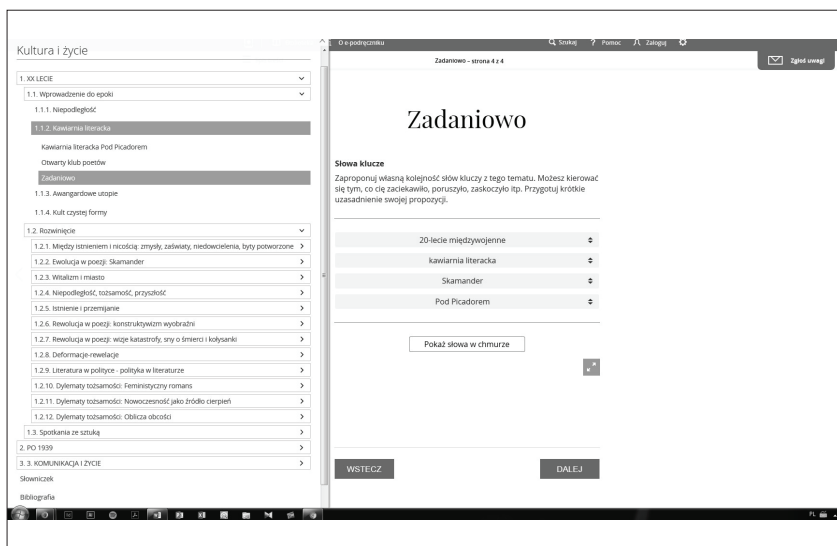 Kultura i życie
O e-podręczniku
Szukaj
? Pomoc
Zaloguj
Zadaniowo – strona 4 z 4
Zgłoś uwagi
1. XX LECIE
1.1. Wprowadzenie do epoki
1.1.1. Niepodległość
1.1.2. Kawiarnia literacka
Kawiarnia literacka Pod Picadorem
Otwarty klub poetów
Zadaniowo
1.1.3. Awangardowe utopie
1.1.4. Kult czystej formy
1.2. Rozwinięcie
1.2.1. Między istnieniem i nicością: zmysły, zaświaty, niedowcielenia, byty potworzone
1.2.2. Ewolucja w poezji: Skamander
1.2.3. Witalizm i miasto
1.2.4. Niepodległość, tożsamość, przyszłość
1.2.5. Istnienie i przemijanie
1.2.6. Rewolucja w poezji: konstruktywizm wyobraźni
1.2.7. Rewolucja w poezji: wizje katastrofy, sny o śmierci i kołysanki
1.2.8. Deformacje-rewelacje
1.2.9. Literatura w polityce - polityka w literaturze
1.2.10. Dylematy tożsamości: Feministyczny romans
1.2.11. Dylematy tożsamości: Nowoczesność jako źródło cierpień
1.2.12. Dylematy tożsamości: Oblicza obcości
1.3. Spotkania ze sztuką
2. PO 1939
3. 3. KOMUNIKACJA I ŻYCIE
Słowniczek
Bibliografia
Zadaniowo
Słowa klucze
Zaproponuj własną kolejność słów kluczy z tego tematu. Możesz kierować
się tym, co cię zaciekawiło, poruszyło, zaskoczyło itp. Przygotuj krótkie
uzasadnienie swojej propozycji.
20-lecie międzywojenne
kawiarnia literacka
Skamander
Pod Picadorem
Pokaż słowa w chmurze
WSTECZ
DALEJ
PL